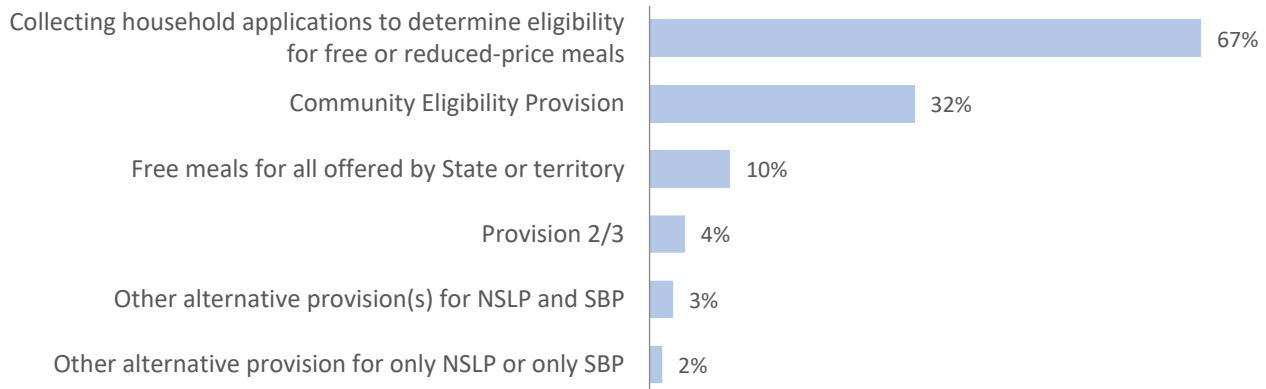 Collecting household applications to determine eligibility
for free or reduced-price meals
67%
Community Eligibility Provision
32%
Free meals for all offered by State or territory
10%
Provision 2/3
4%
Other alternative provision(s) for NSLP and SBP
3%
Other alternative provision for only NSLP or only SBP
2%